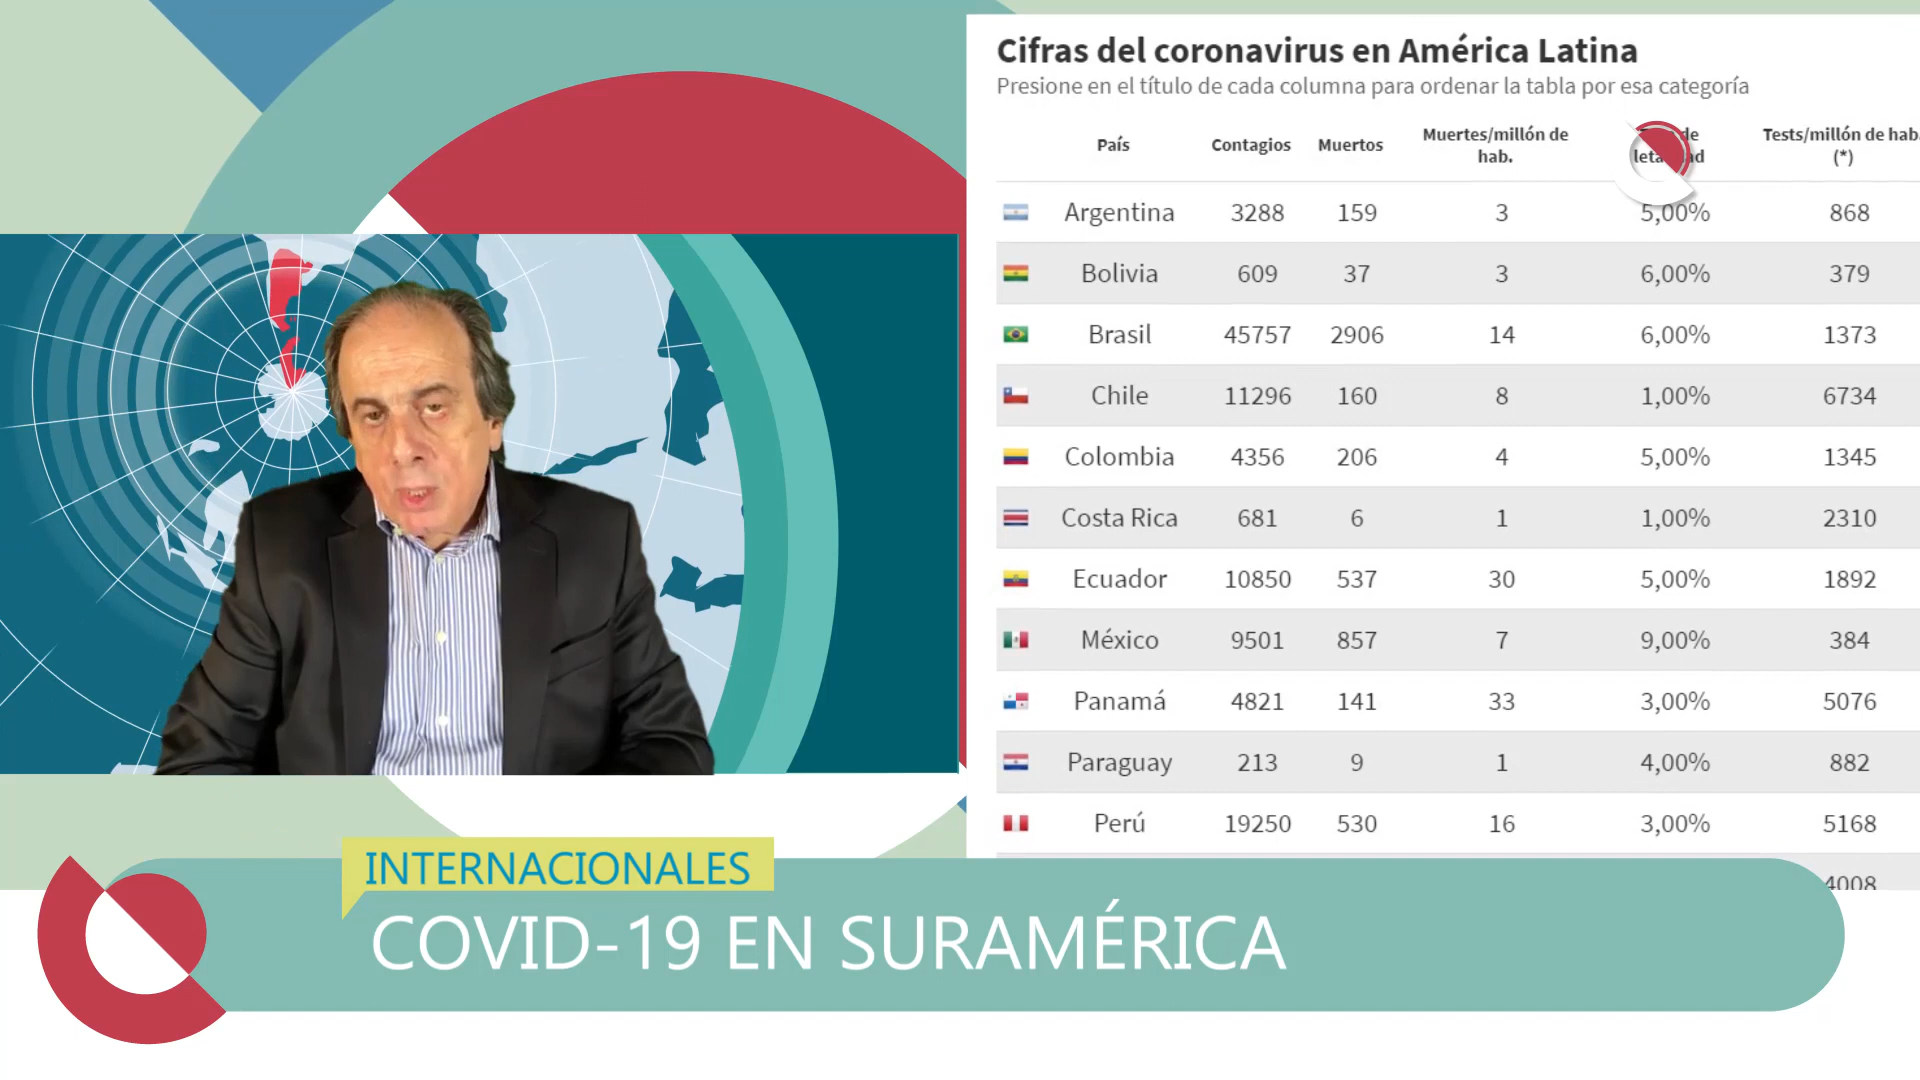 Cifras del coronavirus en América Latina
Presione en el título de cada columna para ordenar la tabla por esa categoría
País Contagios Muertos Muertes/millón de hab. Tests/millón de hab. (*)
Argentina 3288 159 3 5,00% 868
Bolivia 609 37 3 6,00% 379
Brasil 45757 2906 14 6,00% 1373
Chile 11296 160 8 1,00% 6734
Colombia 4356 206 4 5,00% 1345
Costa Rica 681 6 1 1,00% 2310
Ecuador 10850 537 30 5,00% 1892
México 9501 857 7 9,00% 384
Panamá 4821 141 33 3,00% 5076
Paraguay 213 9 1 4,00% 882
Perú 19250 530 16 3,00% 5168
4008
INTERNACIONALES
COVID-19 EN SURAMÉRICA